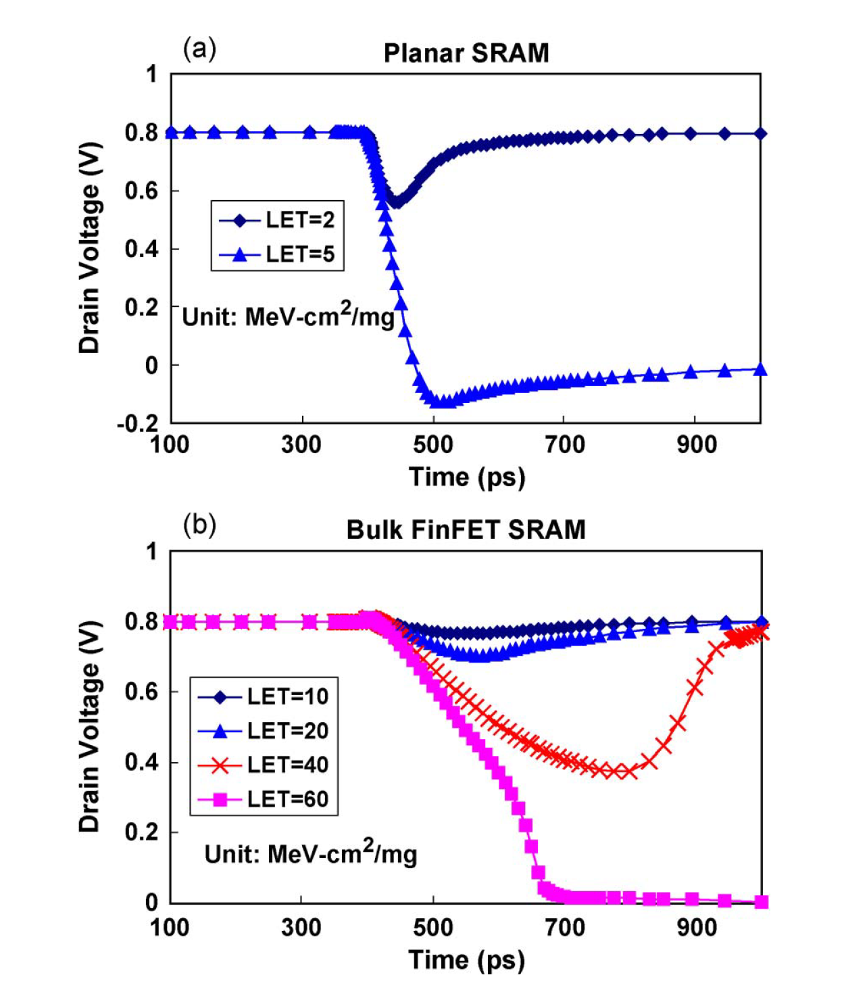 (a)
Planar SRAM
1
0.8
0.6
0.4
0.2
0
-0.2
Drain Voltage (V)
LET=2
LET=5
Unit: MeV-cm²/mg
100 300 500 700 900
Time (ps)
(b)
Bulk FinFET SRAM
1
0.8
0.6
0.4
0.2
0
Drain Voltage (V)
LET=10
LET=20
LET=40
LET=60
Unit: MeV-cm²/mg
100 300 500 700 900
Time (ps)